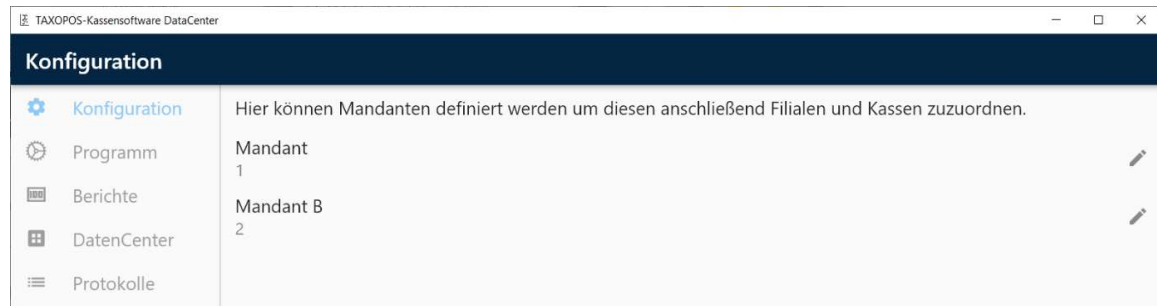 TAXOPOS-Kassensoftware DataCenter
Konfiguration
Konfiguration
Programm
Berichte
DatenCenter
Protokolle
Hier können Mandanten definiert werden um diesen anschließend Filialen und Kassen zuzuordnen.
Mandant
1
Mandant B
2